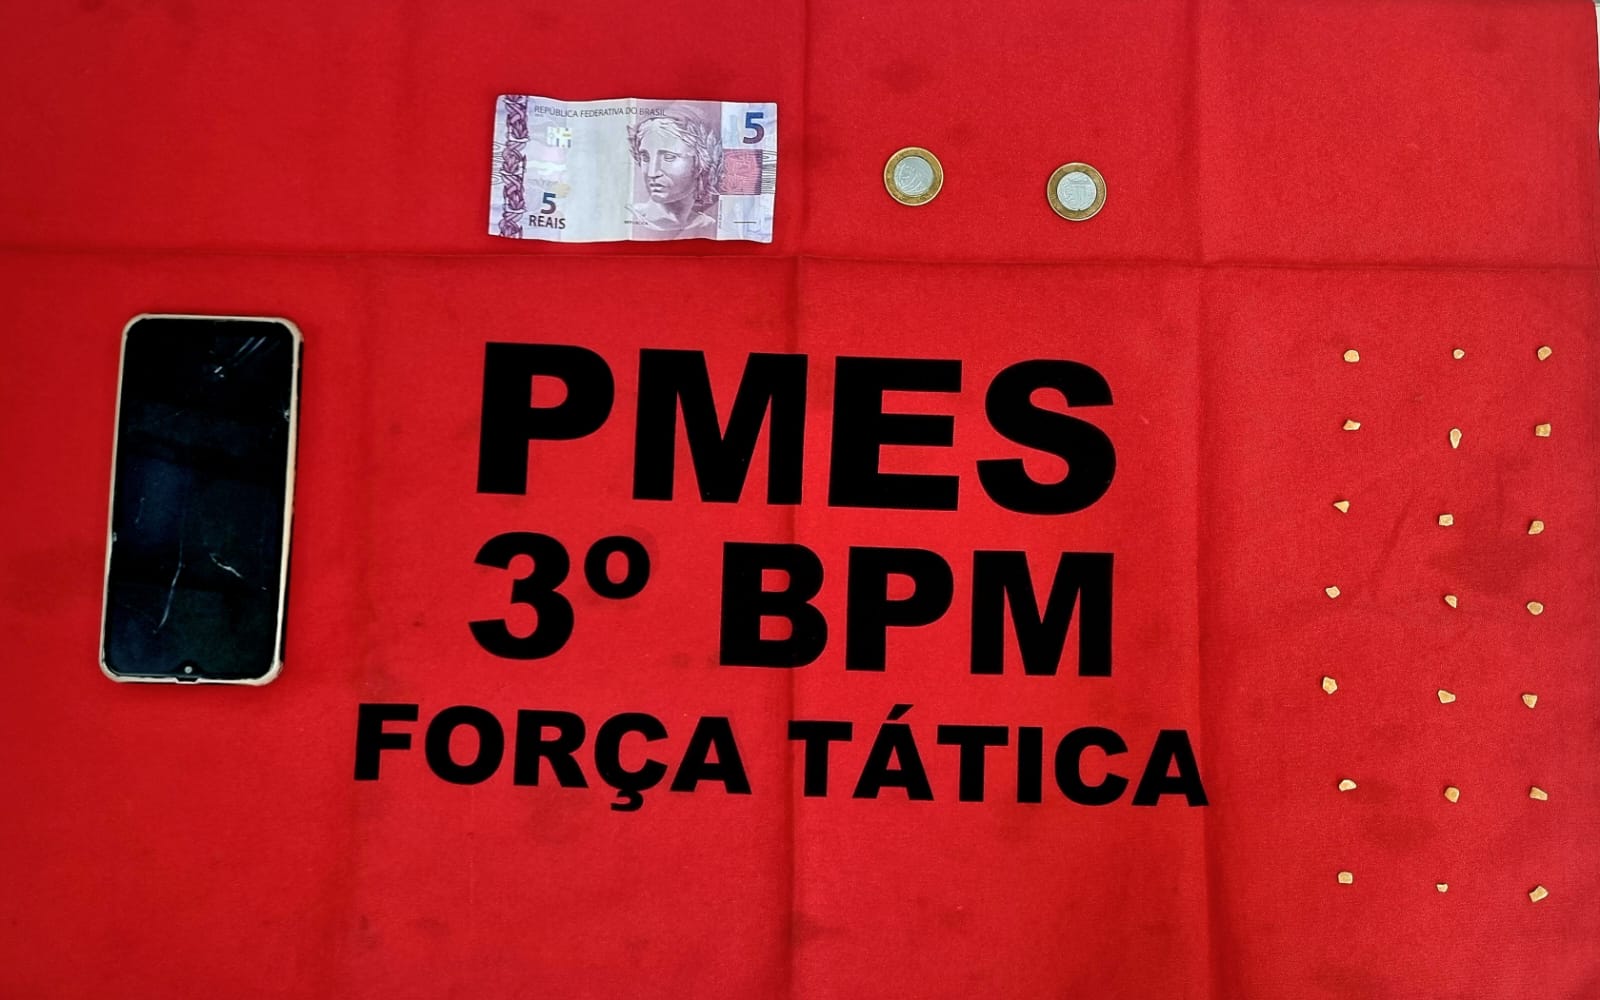 REPÚBLICA FEDERATIVA DO BRASIL
5
5
REAIS
PMES
3º BPM
FORÇA TÁTICA